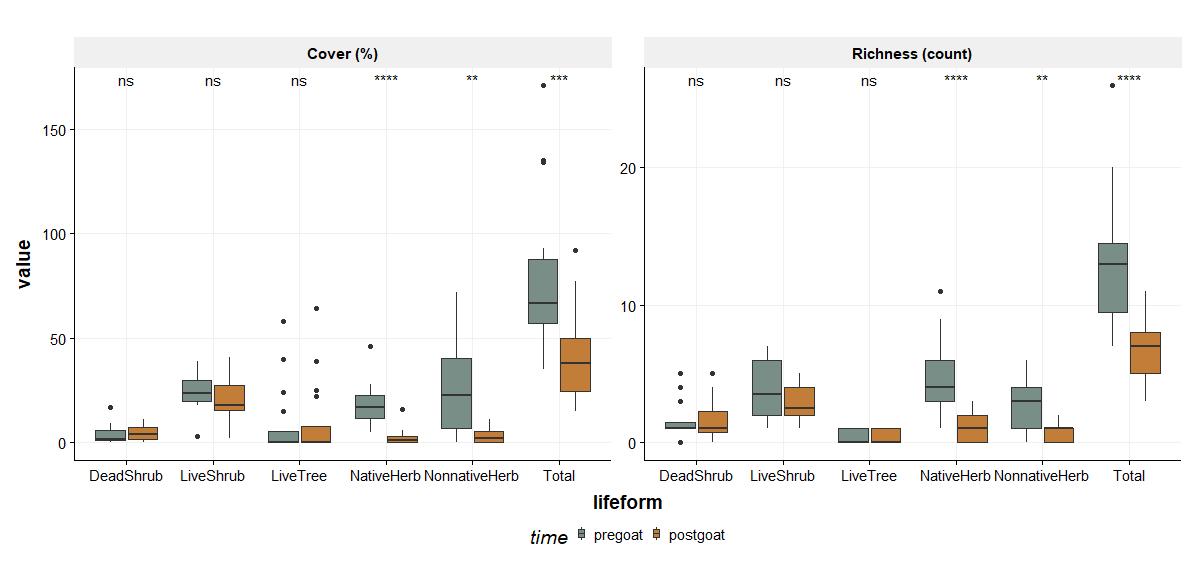 Cover (%)
Richness (count)
ns ns ns **** ** ***
ns ns ns **** ** ****
150
100
50
0
20
10
0
value
DeadShrub LiveShrub LiveTree NativeHerb NonnativeHerb Total
DeadShrub LiveShrub LiveTree NativeHerb NonnativeHerb Total
lifeform
time pregoat postgoat